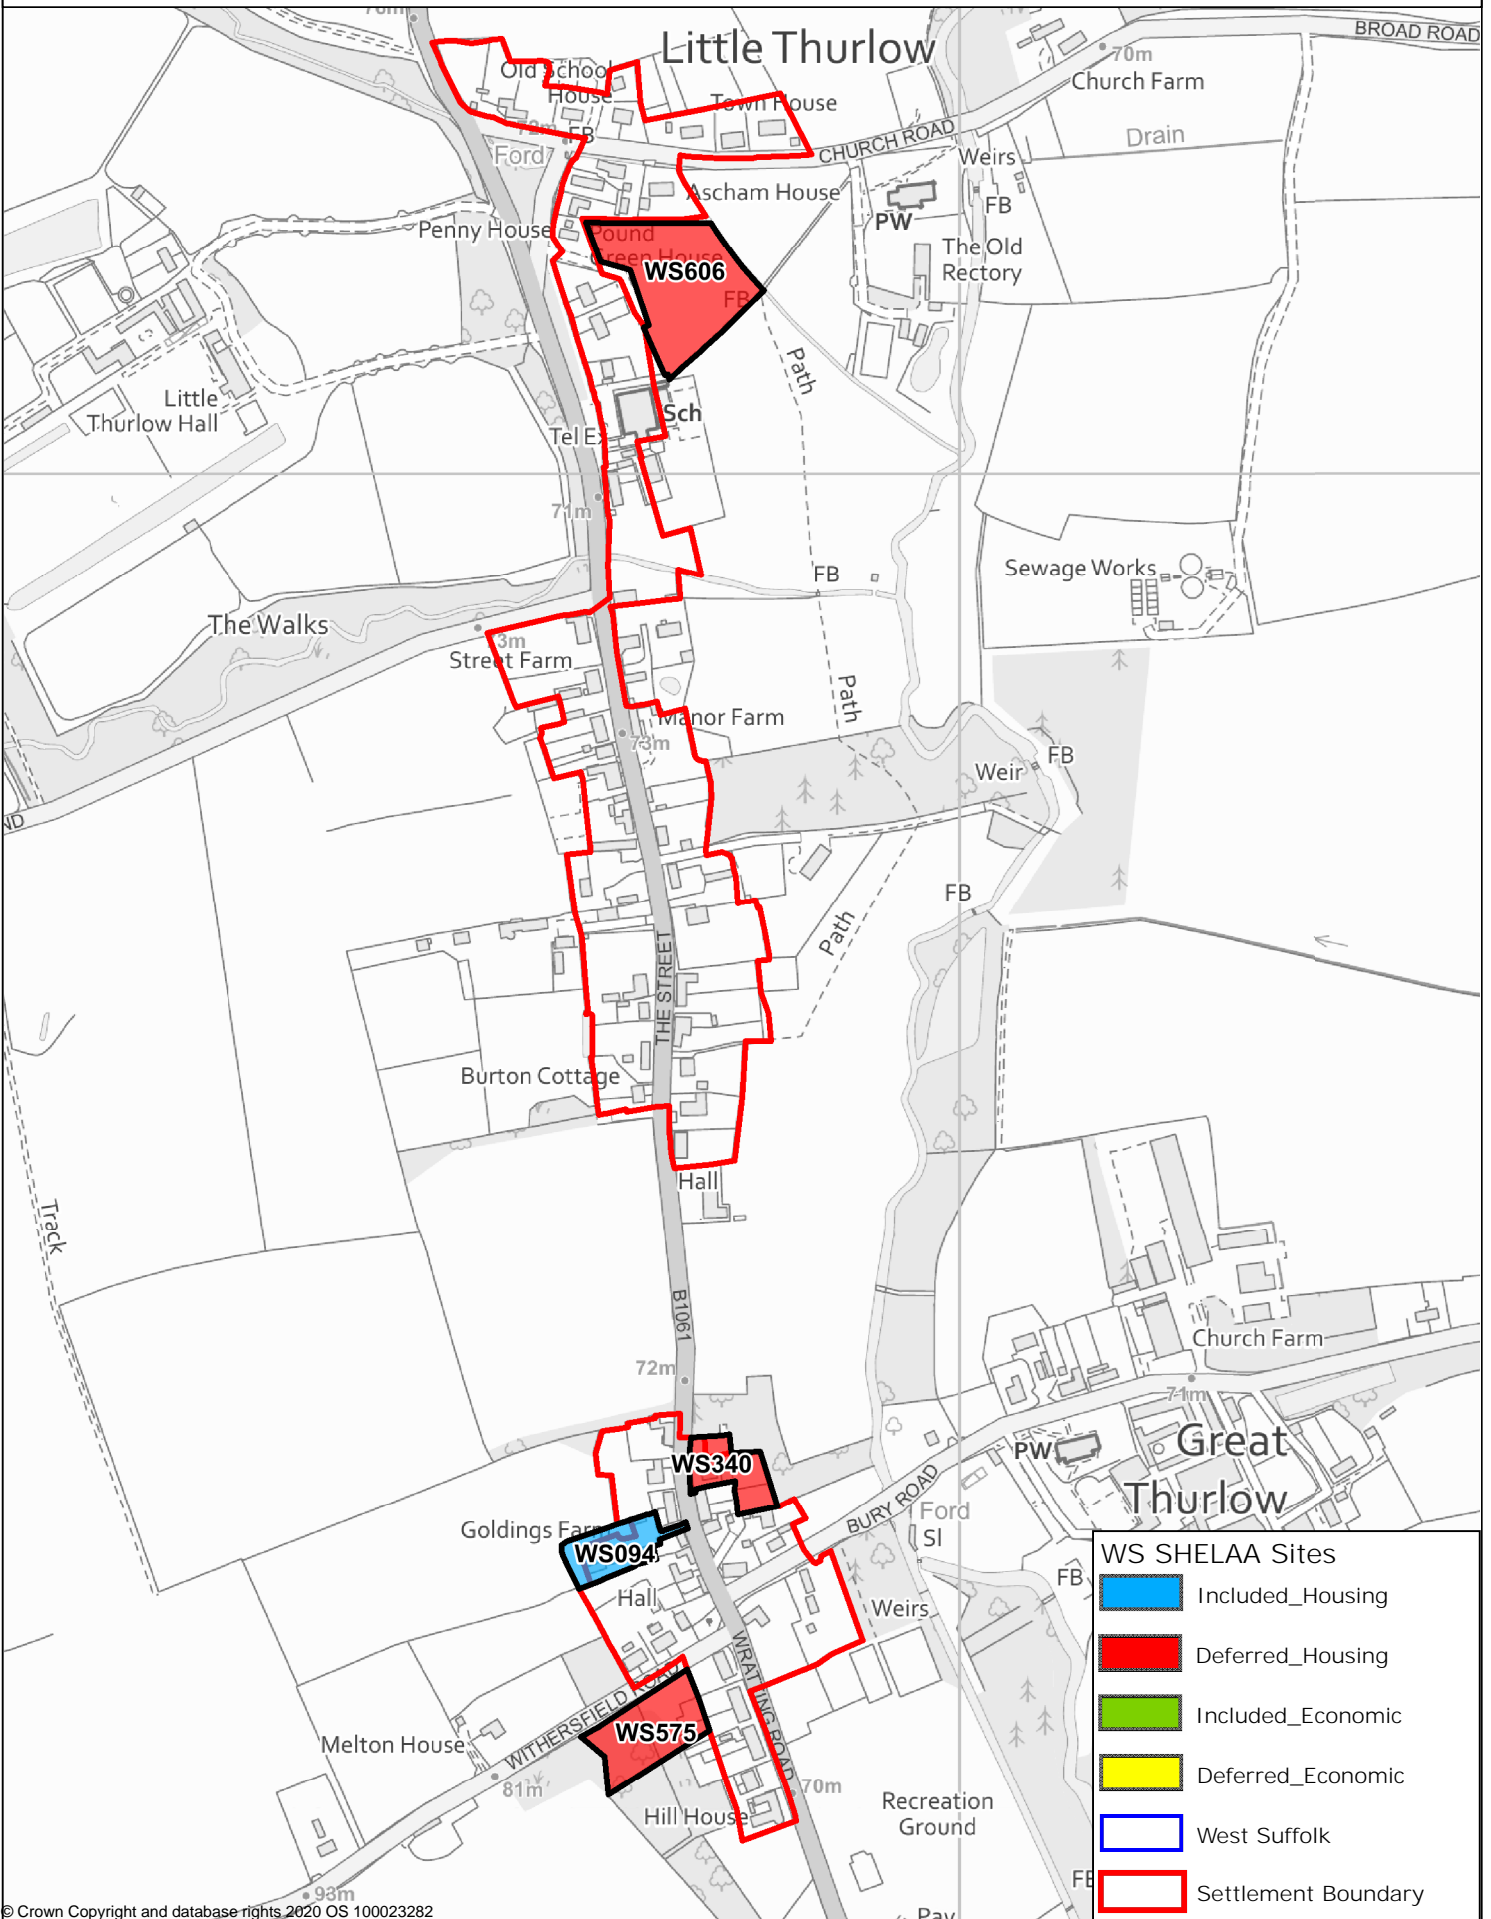 Little Thurlow
BROAD ROAD
70m
Church Farm
Old School
House
Town House
72m
FB
Ford
CHURCH ROAD
Drain
Weirs
Ascham House
PW
FB
Penny House
Pound
Green House
The Old
Rectory
WS606
FB
Path
Little
Thurlow Hall
Sch
Tel Ex
71m
FB
Sewage Works
The Walks
73m
Street Farm
Path
Manor Farm
73m
FB
Weir
ND
FB
Path
THE STREET
Burton Cottage
Hall
Track
B1061
Church Farm
72m
71m
Great
Thurlow
PW
WS340
BURY ROAD
Ford
Sl
Goldings Farm
WS094
Hall
FB
Weirs
WRATTING ROAD
WITHERSFIELD ROAD
WS575
Melton House
81m
70m
Hill House
Recreation
Ground
93m
FB
Pav
WS SHELAA Sites
Included_Housing
Deferred_Housing
Included_Economic
Deferred_Economic
West Suffolk
Settlement Boundary
© Crown Copyright and database rights 2020 OS 100023282